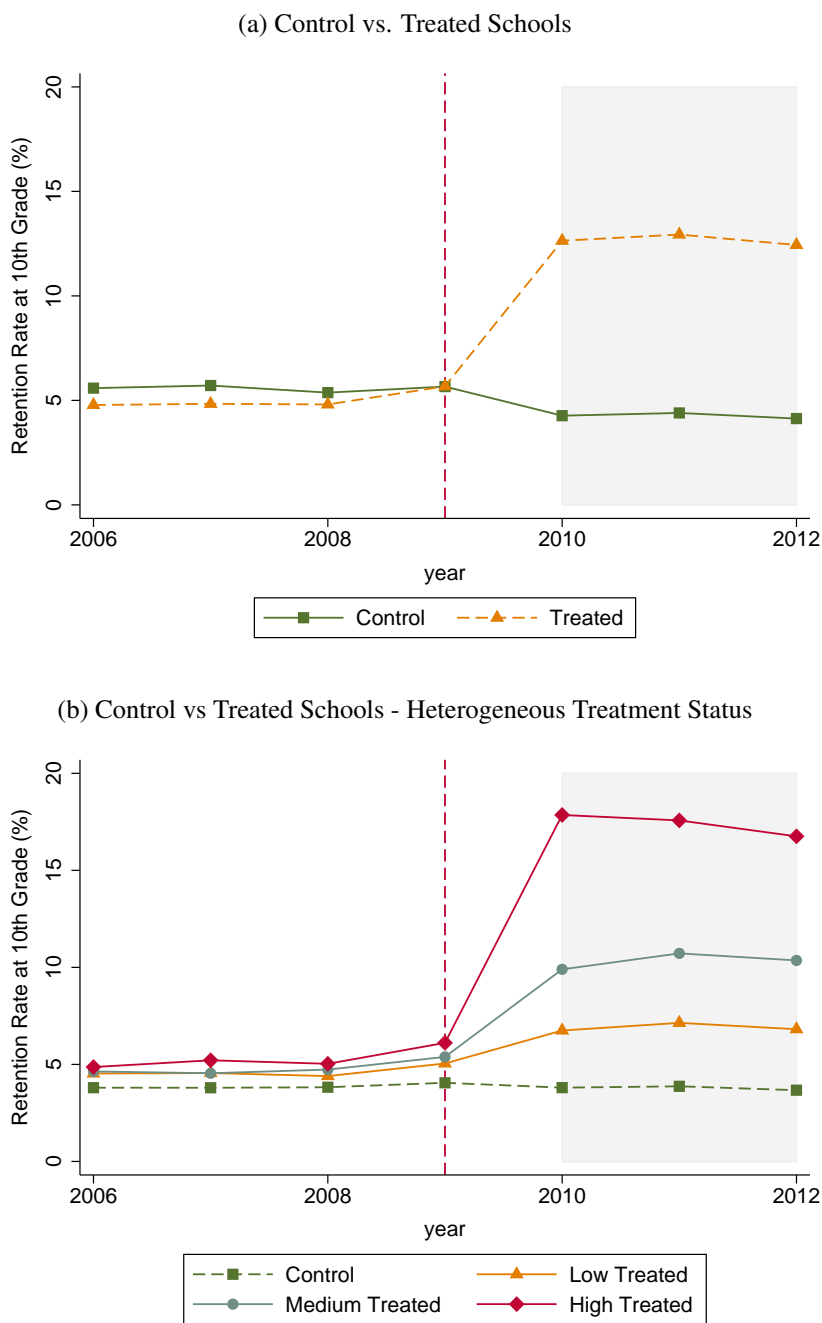 (a) Control vs. Treated Schools
Retention Rate at 10th Grade (%)
20
15
10
5
0
2006 2008 2010 2012
year
Control Treated
(b) Control vs Treated Schools - Heterogeneous Treatment Status
Retention Rate at 10th Grade (%)
20
15
10
5
0
2006 2008 2010 2012
year
Control Low Treated
Medium Treated High Treated